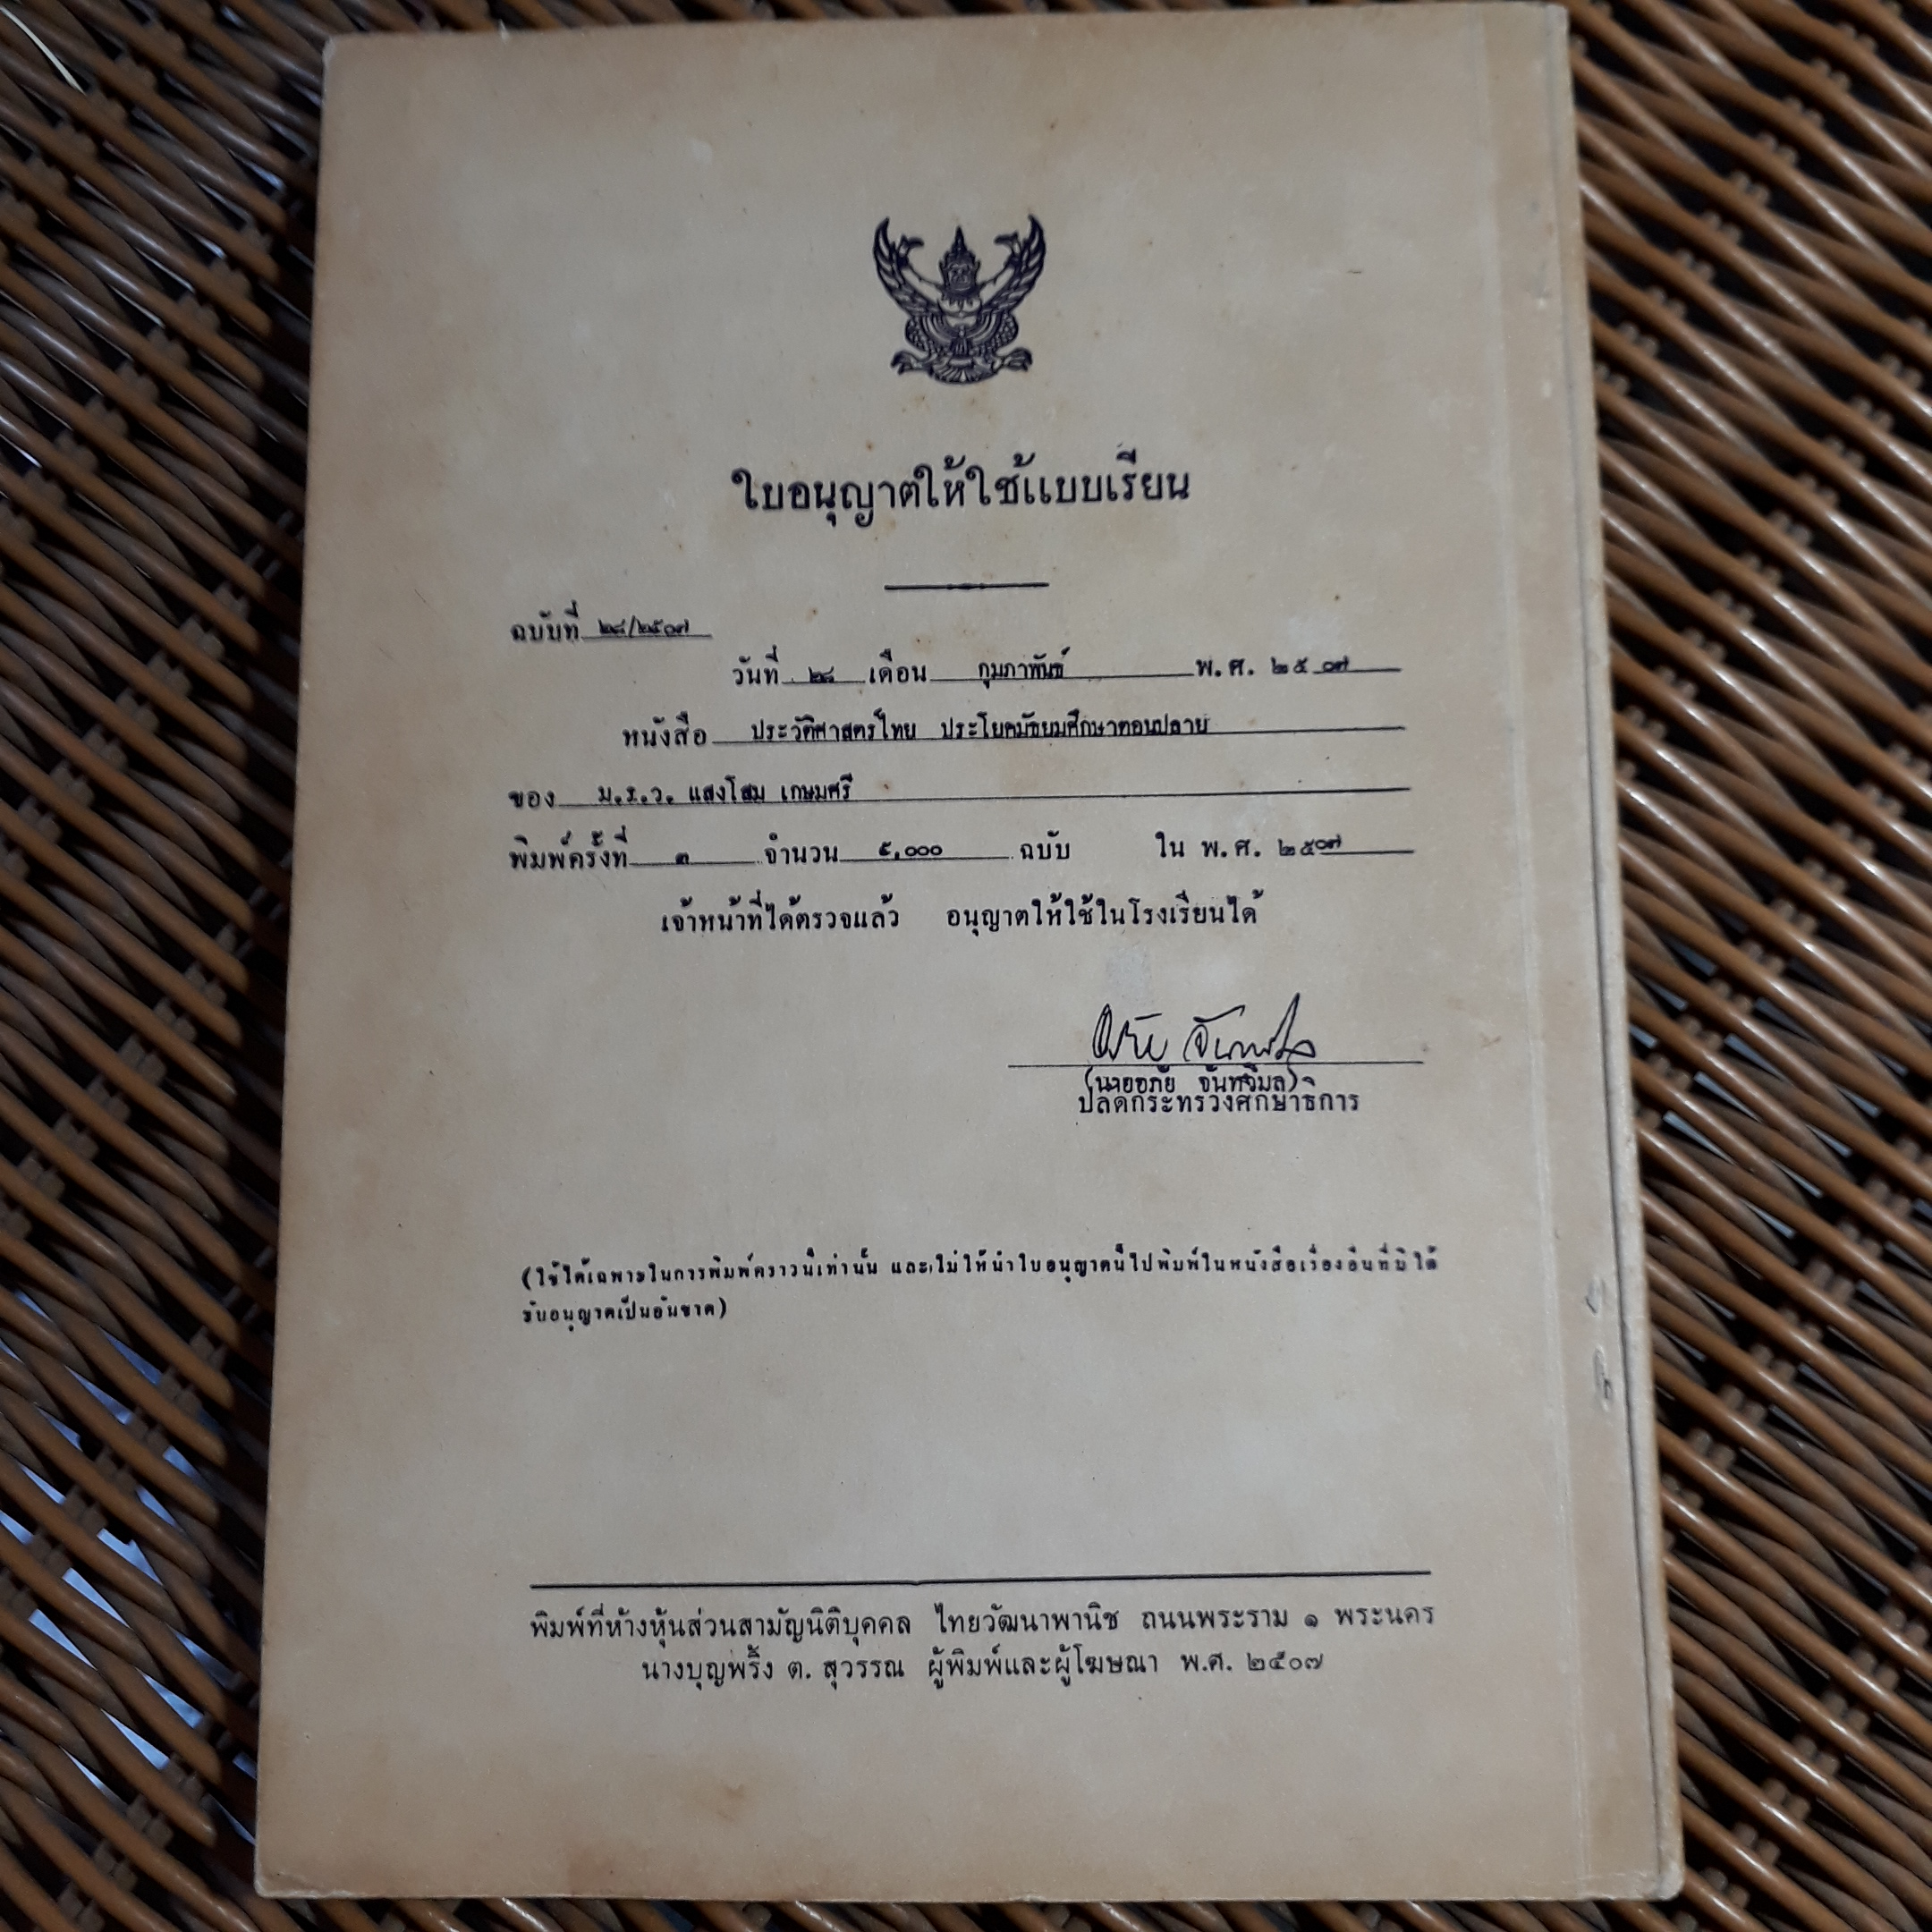 ใบอนุญาตให้ใช้แบบเรียน
ฉบับที่ ๒๘/๒๕๐๗
วันที่ ๒๘ เดือน กุมภาพันธ์ พ.ศ. ๒๕๐๗
หนังสือ ประวัติศาสตร์ไทย ประโยคมัธยมศึกษาตอนปลาย
ของ ม.ร.ว. แสงโสม เกษมศรี
พิมพ์ครั้งที่ ๓ จำนวน ๕,๐๐๐ ฉบับ ใน พ.ศ. ๒๕๐๗
เจ้าหน้าที่ได้ตรวจแล้ว อนุญาตให้ใช้ในโรงเรียนได้
อภัย จันทวิมล
(นายอภัย จันทวิมล)
ปลัดกระทรวงศึกษาธิการ
(ใช้ได้เฉพาะในการพิมพ์คราวนี้เท่านั้น และไม่ให้นำใบอนุญาตนี้ไปพิมพ์ในหนังสือเรื่องอื่นที่มิได้
รับอนุญาตเป็นอันขาด)
พิมพ์ที่ห้างหุ้นส่วนสามัญนิติบุคคล ไทยวัฒนาพานิช ถนนพระราม ๑ พระนคร
นางบุญพริ้ง ต. สุวรรณ ผู้พิมพ์และผู้โฆษณา พ.ศ. ๒๕๐๗